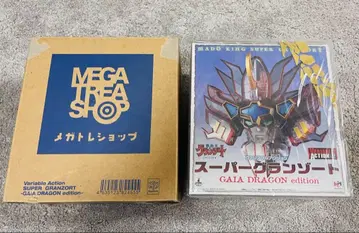 MEGA
TREA
SHOP
メガトレショップ
Variable Action
SUPER GRANZORT
-GAIA DRAGON edition-
MADO KING SUPER
スーパーグランゾート
GAIA DRAGON edition